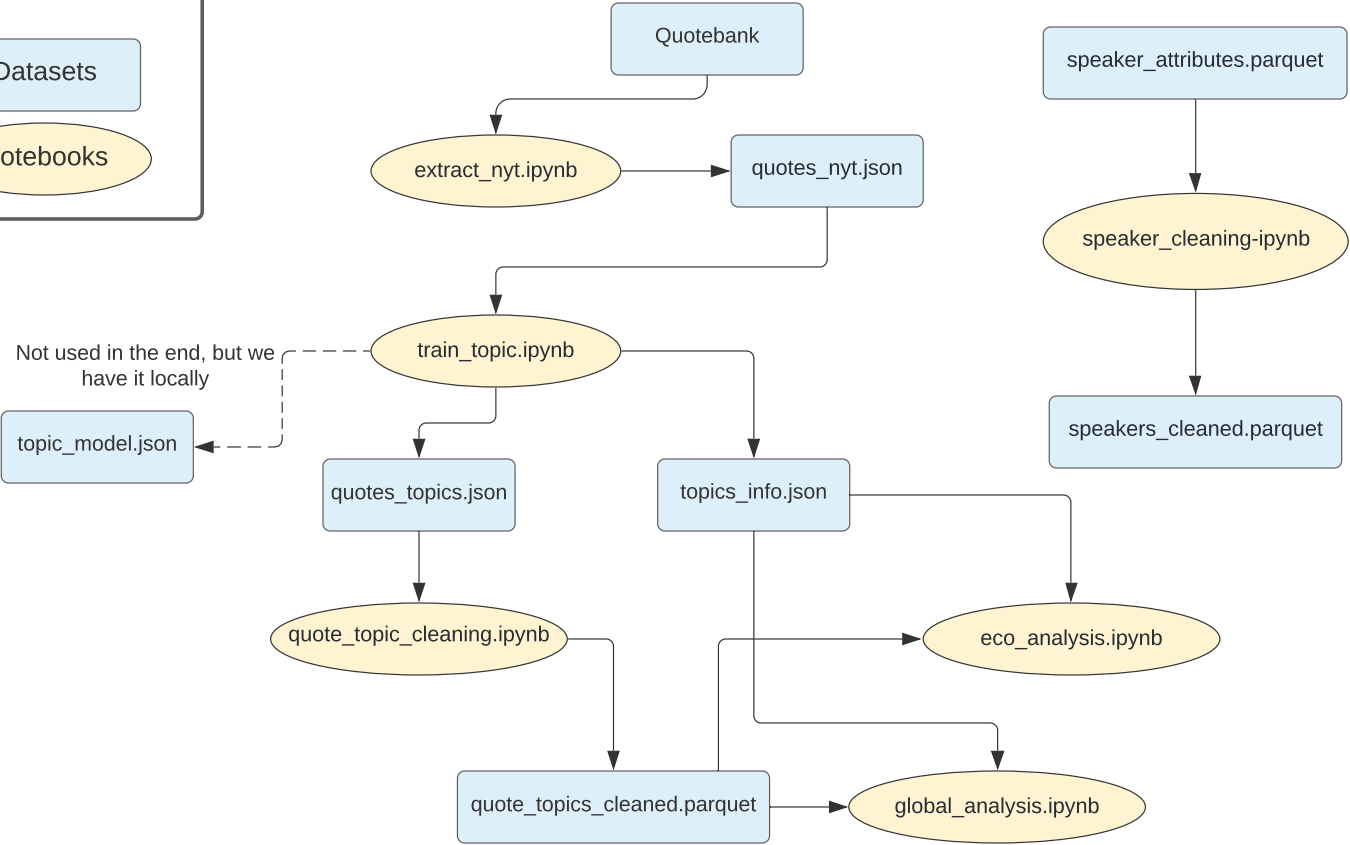 Quotebank
speaker_attributes.parquet
Datasets
otebooks
extract_nyt.ipynb
quotes_nyt.json
speaker_cleaning-ipynb
Not used in the end, but we
have it locally
train_topic.ipynb
topic_model.json
speakers_cleaned.parquet
quotes_topics.json
topics_info.json
quote_topic_cleaning.ipynb
eco_analysis.ipynb
quote_topics_cleaned.parquet
global_analysis.ipynb